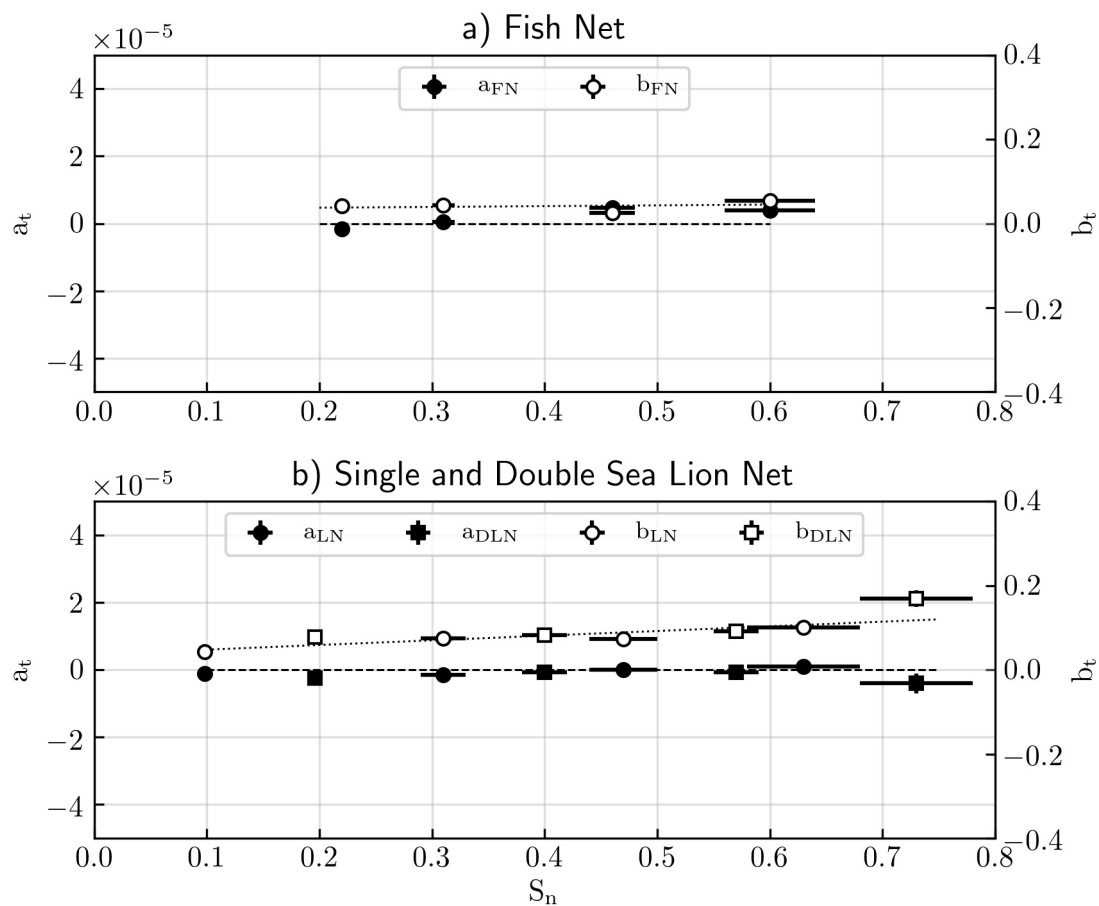 a) Fish Net
×10⁻⁵
a_FN b_FN
4
2
0
−2
−4
a_t
0.4
0.2
0.0
−0.2
−0.4
b_t
0.0 0.1 0.2 0.3 0.4 0.5 0.6 0.7 0.8
b) Single and Double Sea Lion Net
×10⁻⁵
a_LN a_DLN b_LN b_DLN
4
2
0
−2
−4
a_t
0.4
0.2
0.0
−0.2
−0.4
b_t
0.0 0.1 0.2 0.3 0.4 0.5 0.6 0.7 0.8
S_n